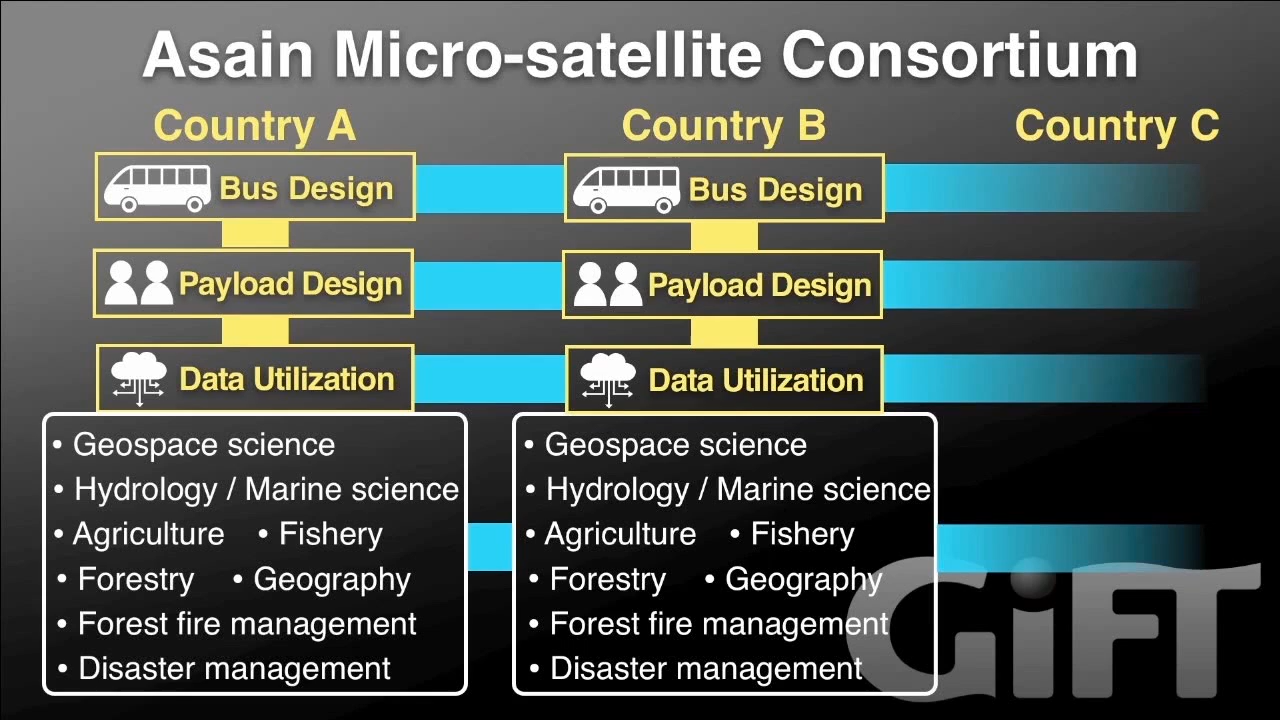 Asain Micro-satellite Consortium
Country A Country B Country C
Bus Design Bus Design
Payload Design Payload Design
Data Utilization Data Utilization
• Geospace science
• Hydrology / Marine science
• Agriculture • Fishery
• Forestry • Geography
• Forest fire management
• Disaster management
• Geospace science
• Hydrology / Marine science
• Agriculture • Fishery
• Forestry • Geography
• Forest fire management
• Disaster management
GiFT